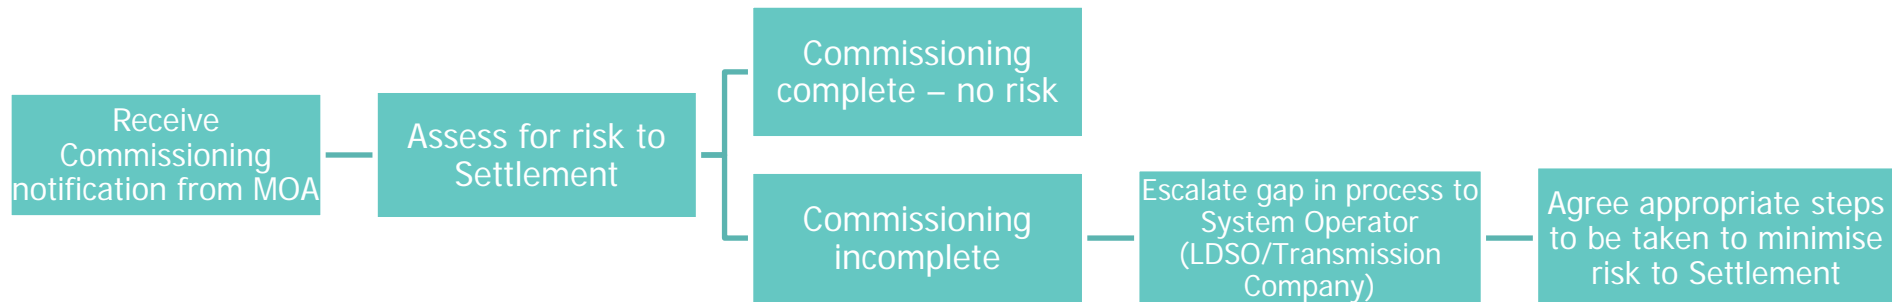 Receive
Commissioning
notification from MOA
Assess for risk to
Settlement
Commissioning
complete – no risk
Commissioning
incomplete
Escalate gap in process to
System Operator
(LDSO/Transmission
Company)
Agree appropriate steps
to be taken to minimise
risk to Settlement